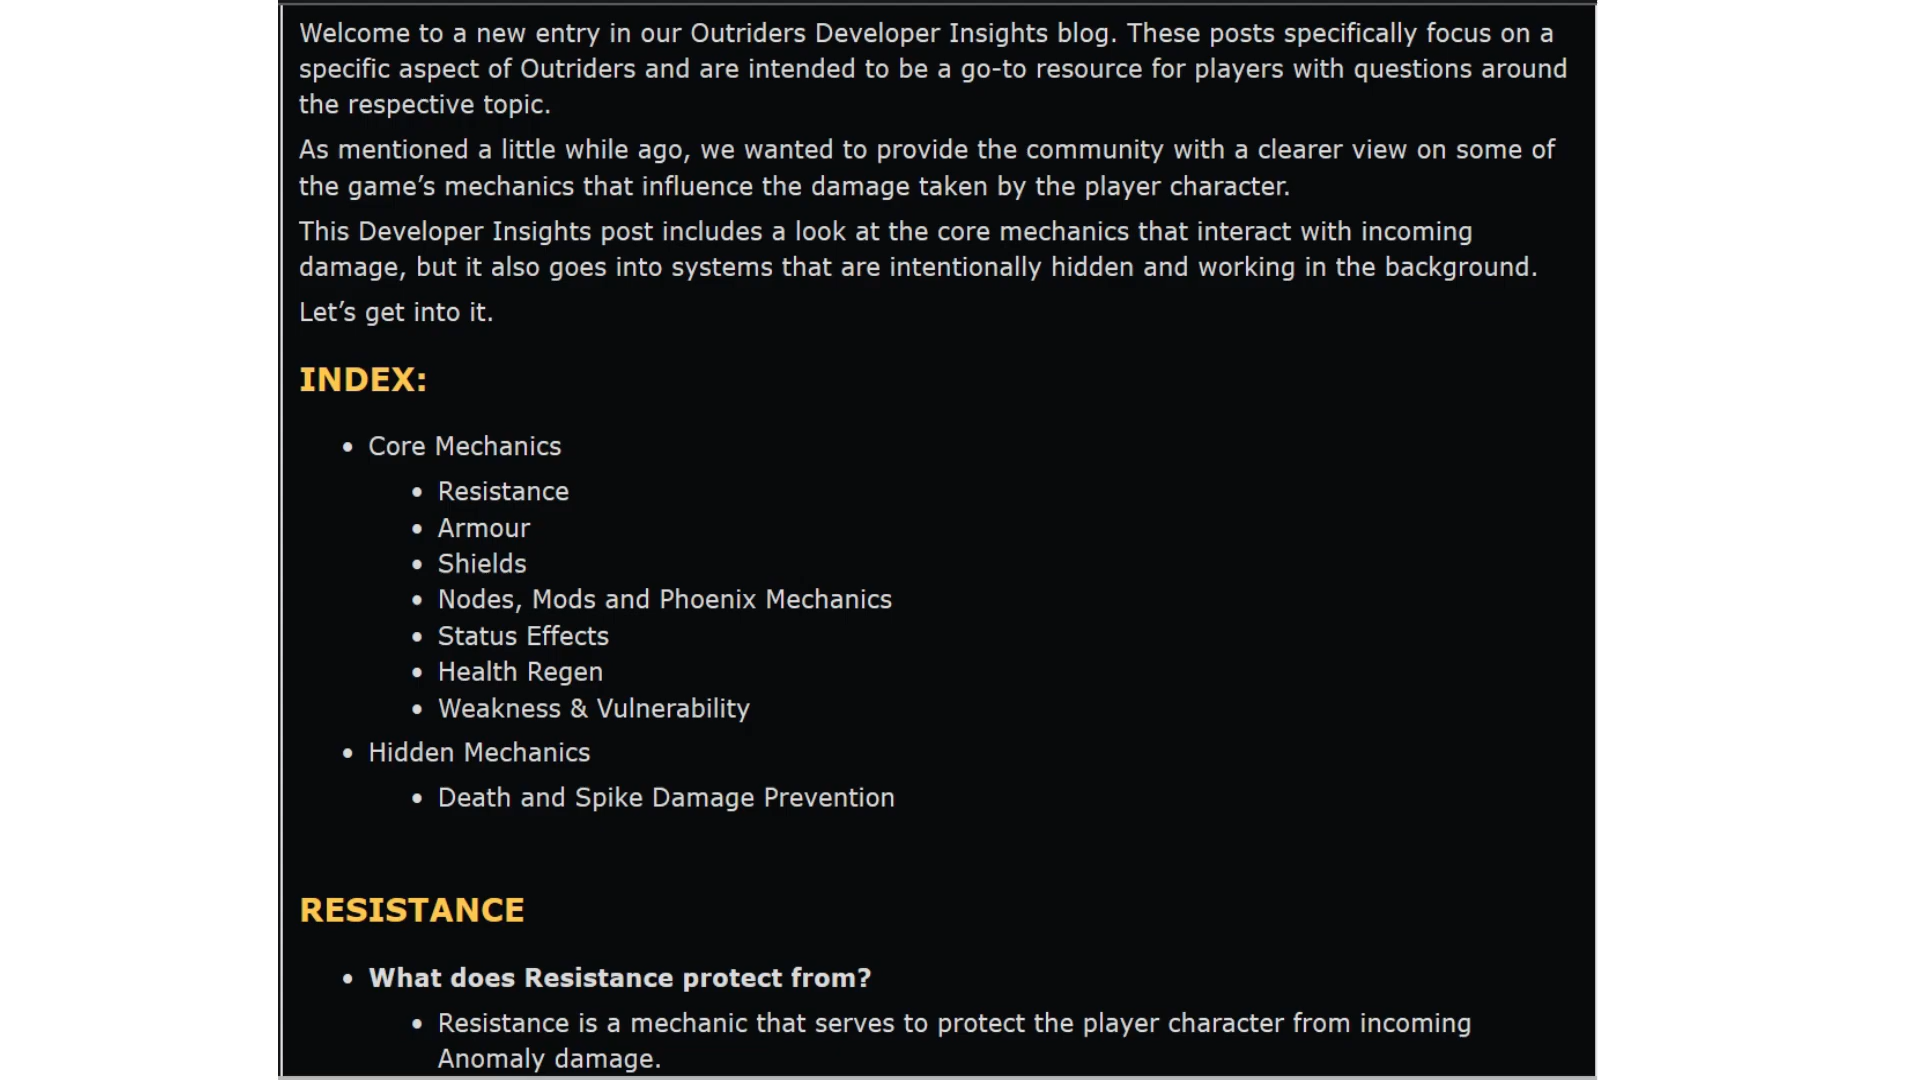 Welcome to a new entry in our Outriders Developer Insights blog. These posts specifically focus on a
specific aspect of Outriders and are intended to be a go-to resource for players with questions around
the respective topic.
As mentioned a little while ago, we wanted to provide the community with a clearer view on some of
the game’s mechanics that influence the damage taken by the player character.
This Developer Insights post includes a look at the core mechanics that interact with incoming
damage, but it also goes into systems that are intentionally hidden and working in the background.
Let’s get into it.
INDEX:
• Core Mechanics
• Resistance
• Armour
• Shields
• Nodes, Mods and Phoenix Mechanics
• Status Effects
• Health Regen
• Weakness & Vulnerability
• Hidden Mechanics
• Death and Spike Damage Prevention
RESISTANCE
• What does Resistance protect from?
• Resistance is a mechanic that serves to protect the player character from incoming
Anomaly damage.